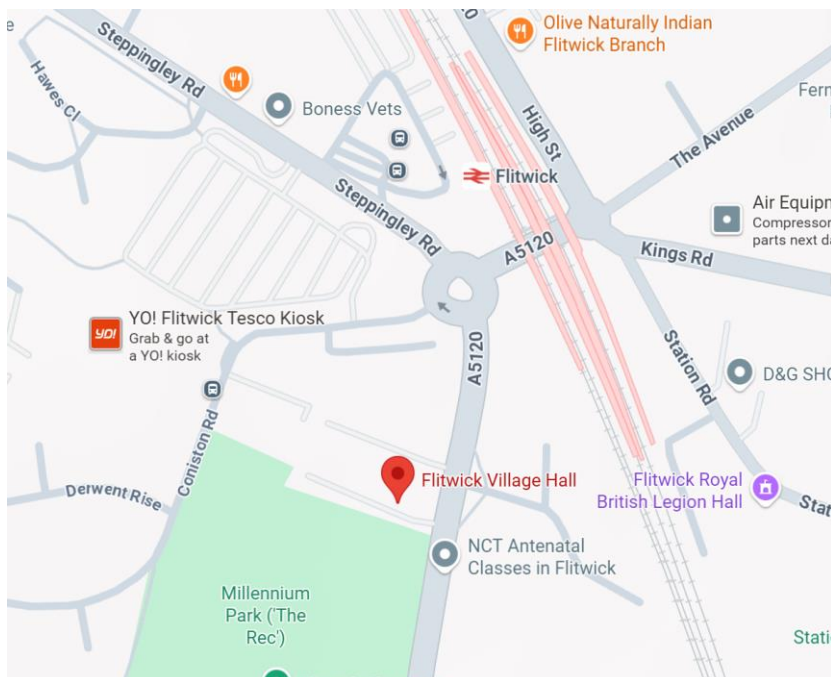 Olive Naturally Indian
Flitwick Branch
Steppingley Rd
Hawes Cl
Boness Vets
High St
The Avenue
Flitwick
Steppingley Rd
A5120
Kings Rd
Air Equipm
Compressor
parts next da
YO!
YO! Flitwick Tesco Kiosk
Grab & go at
a YO! kiosk
A5120
Station Rd
D&G SHO
Coniston Rd
Derwent Rise
Flitwick Village Hall
Flitwick Royal
British Legion Hall
Stat
NCT Antenatal
Classes in Flitwick
Millennium
Park ('The
Rec')
Stati